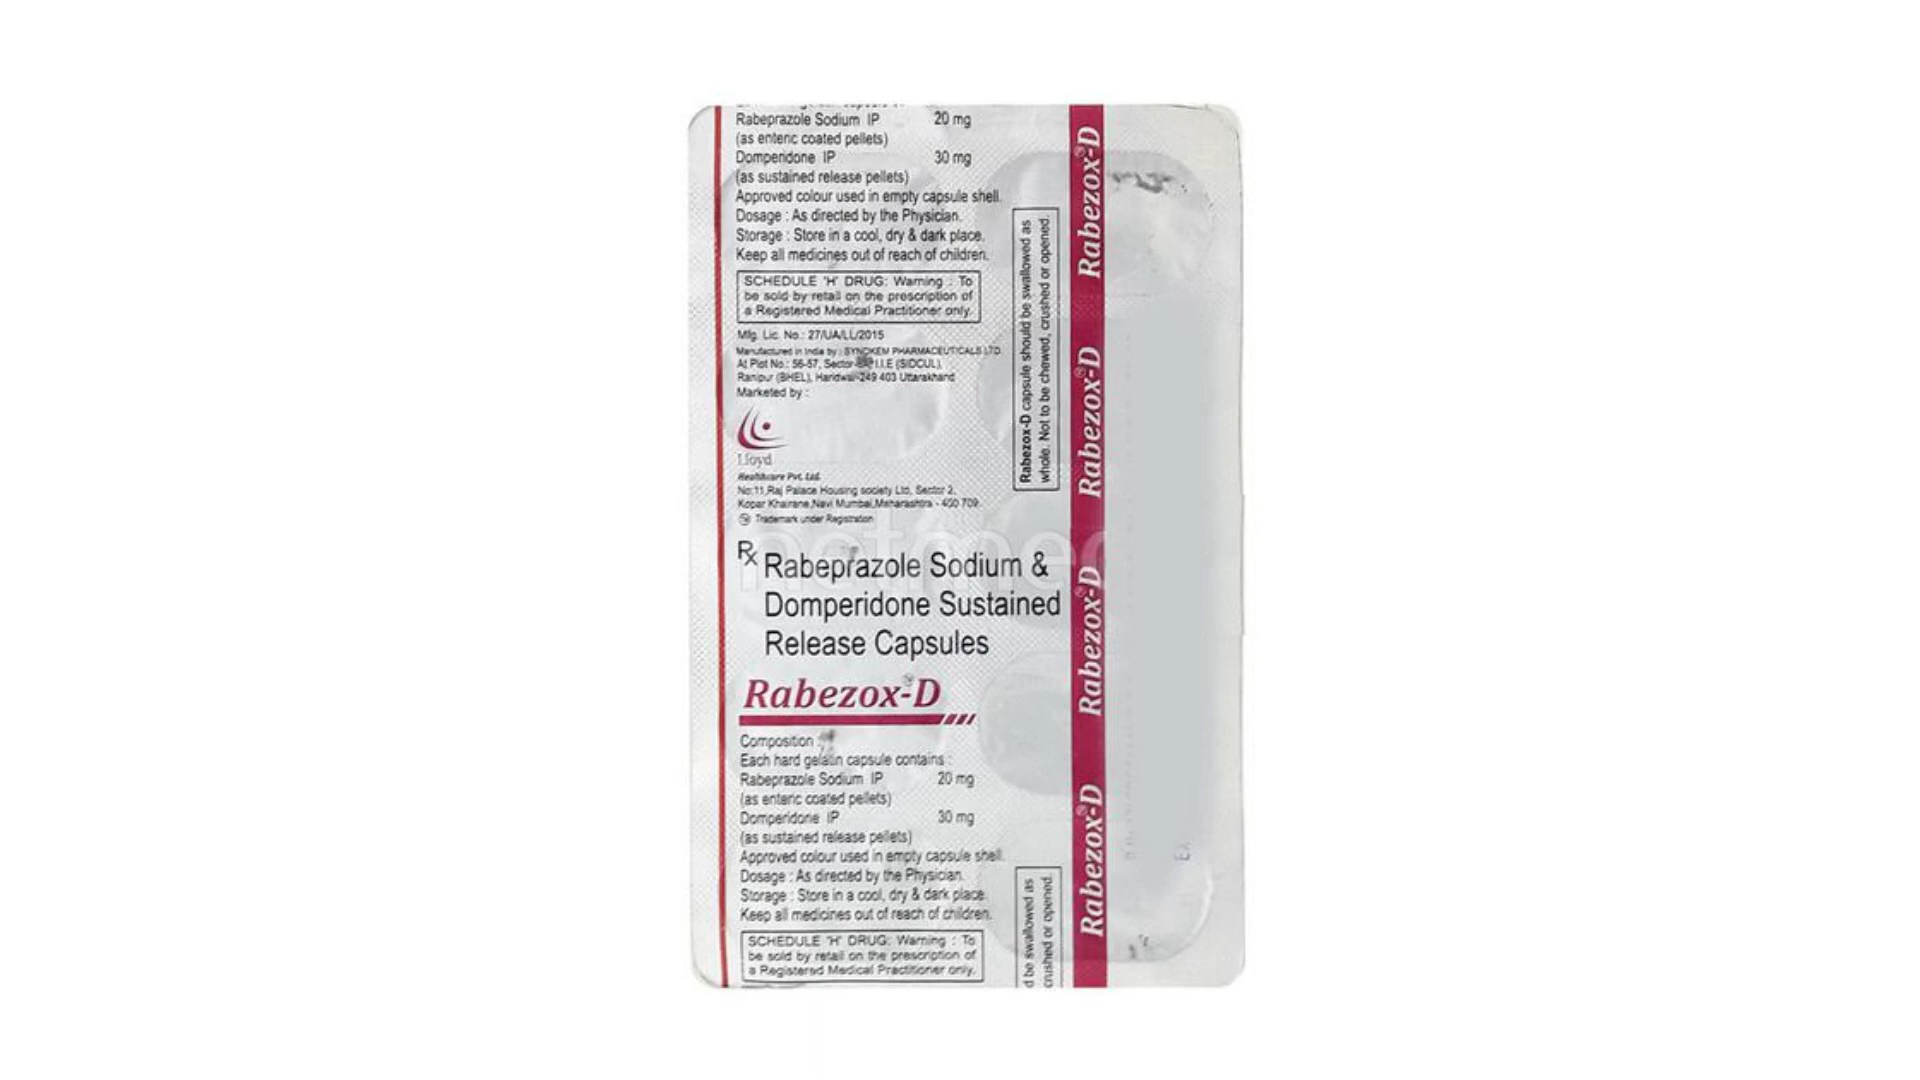 Rabeprazole Sodium IP 20 mg
(as enteric coated pellets)
Domperidone IP 30 mg
(as sustained release pellets)
Approved colour used in empty capsule shell.
Dosage : As directed by the Physician.
Storage : Store in a cool, dry & dark place.
Keep all medicines out of reach of children.
SCHEDULE 'H' DRUG: Warning : To
be sold by retail on the prescription of
a Registered Medical Practitioner only.
Mfg. Lic. No.: 27/UA/LL/2015
Manufactured in India by : SYNOKEM PHARMACEUTICALS LTD.
At Plot No.: 56-57, Sector- I.I.E (SIDCUL),
Ranipur (BHEL), Haridwar-249 403 Uttarakhand
Marketed by :
Lloyd
Healthcare Pvt. Ltd.
No:11,Raj Palace Housing society Ltd, Sector 2,
Kopar Khairane,Navi Mumbai,Maharashtra - 400 709.
TM Trademark under Registration
Rabezox-D capsule should be swallowed as
whole. Not to be chewed, crushed or opened.
Rx Rabeprazole Sodium &
Domperidone Sustained
Release Capsules
Rabezox-D
Composition :
Each hard gelatin capsule contains :
Rabeprazole Sodium IP 20 mg
(as enteric coated pellets)
Domperidone IP 30 mg
(as sustained release pellets)
Approved colour used in empty capsule shell.
Dosage : As directed by the Physician.
Storage : Store in a cool, dry & dark place.
Keep all medicines out of reach of children.
SCHEDULE 'H' DRUG: Warning : To
be sold by retail on the prescription of
a Registered Medical Practitioner only.
d be swallowed as
crushed or opened.
Rabezox-D
Rabezox-D
Rabezox-D
Rabezox-D
netmed